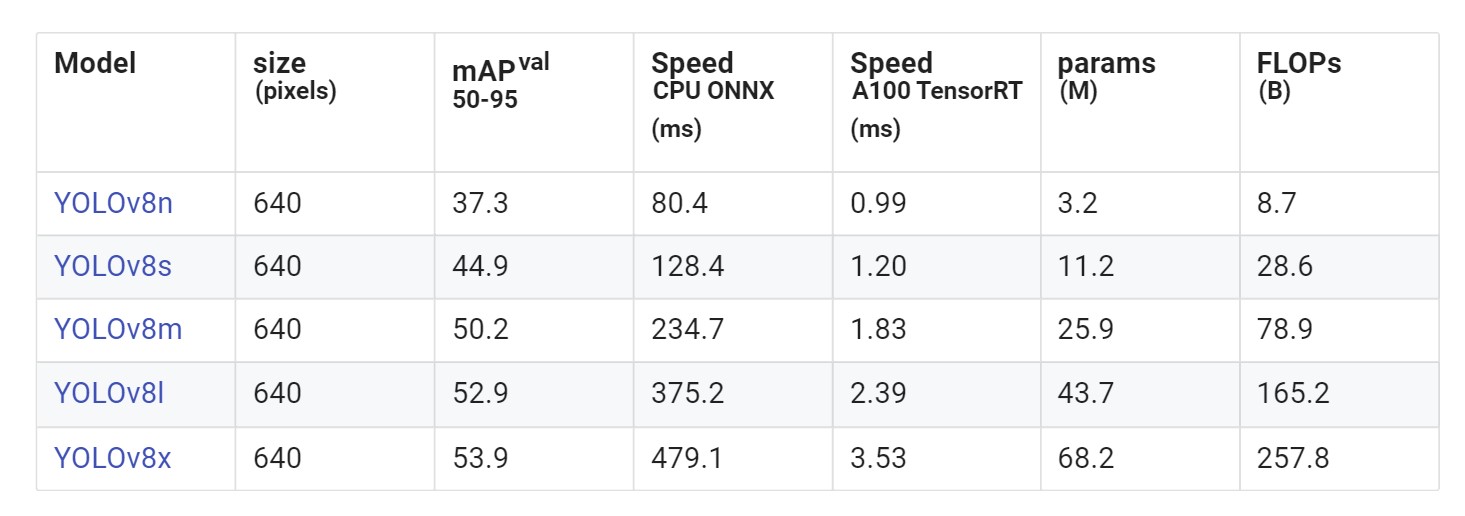 Model size (pixels) mAP val 50-95 Speed CPU ONNX (ms) Speed A100 TensorRT (ms) params (M) FLOPs (B)
YOLOv8n 640 37.3 80.4 0.99 3.2 8.7
YOLOv8s 640 44.9 128.4 1.20 11.2 28.6
YOLOv8m 640 50.2 234.7 1.83 25.9 78.9
YOLOv8l 640 52.9 375.2 2.39 43.7 165.2
YOLOv8x 640 53.9 479.1 3.53 68.2 257.8